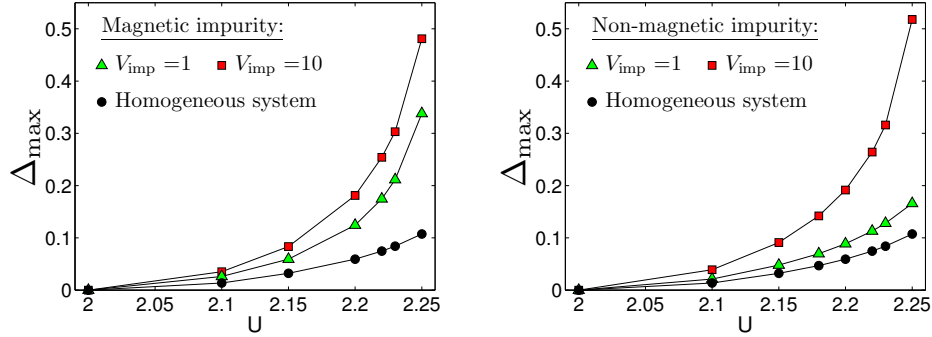 Magnetic impurity:
V_imp =1 V_imp =10
Homogeneous system
Δ_max
0.5
0.4
0.3
0.2
0.1
0
2 2.05 2.1 2.15 2.2 2.25
U
Non-magnetic impurity:
V_imp =1 V_imp =10
Homogeneous system
Δ_max
0.5
0.4
0.3
0.2
0.1
0
2 2.05 2.1 2.15 2.2 2.25
U